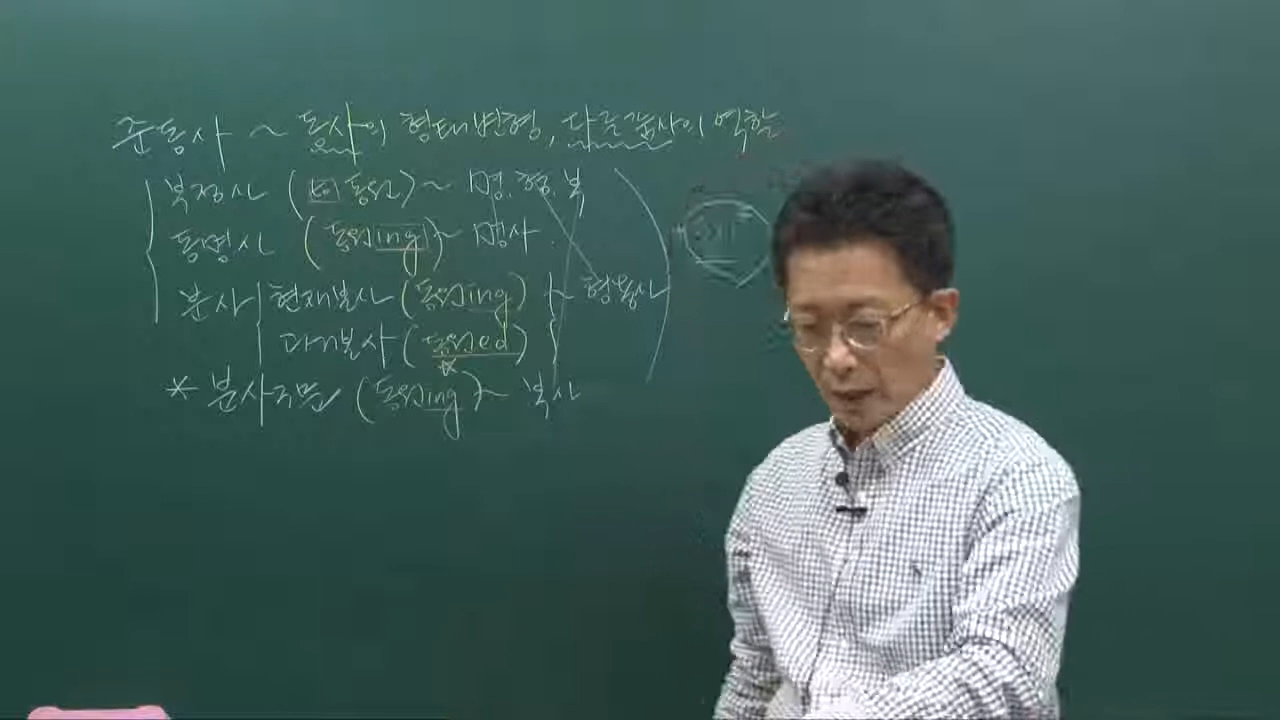 준동사 ~ 동사의 형태변형, 다른품사의 역할
부정사 (to 동원) ~ 명.형.부
동명사 (동원ing) ~ 명사.
분사 현재분사 (동원ing) ~ 형용사
과거분사 (동원ed)
* 분사구문 (동원ing) ~ 부사